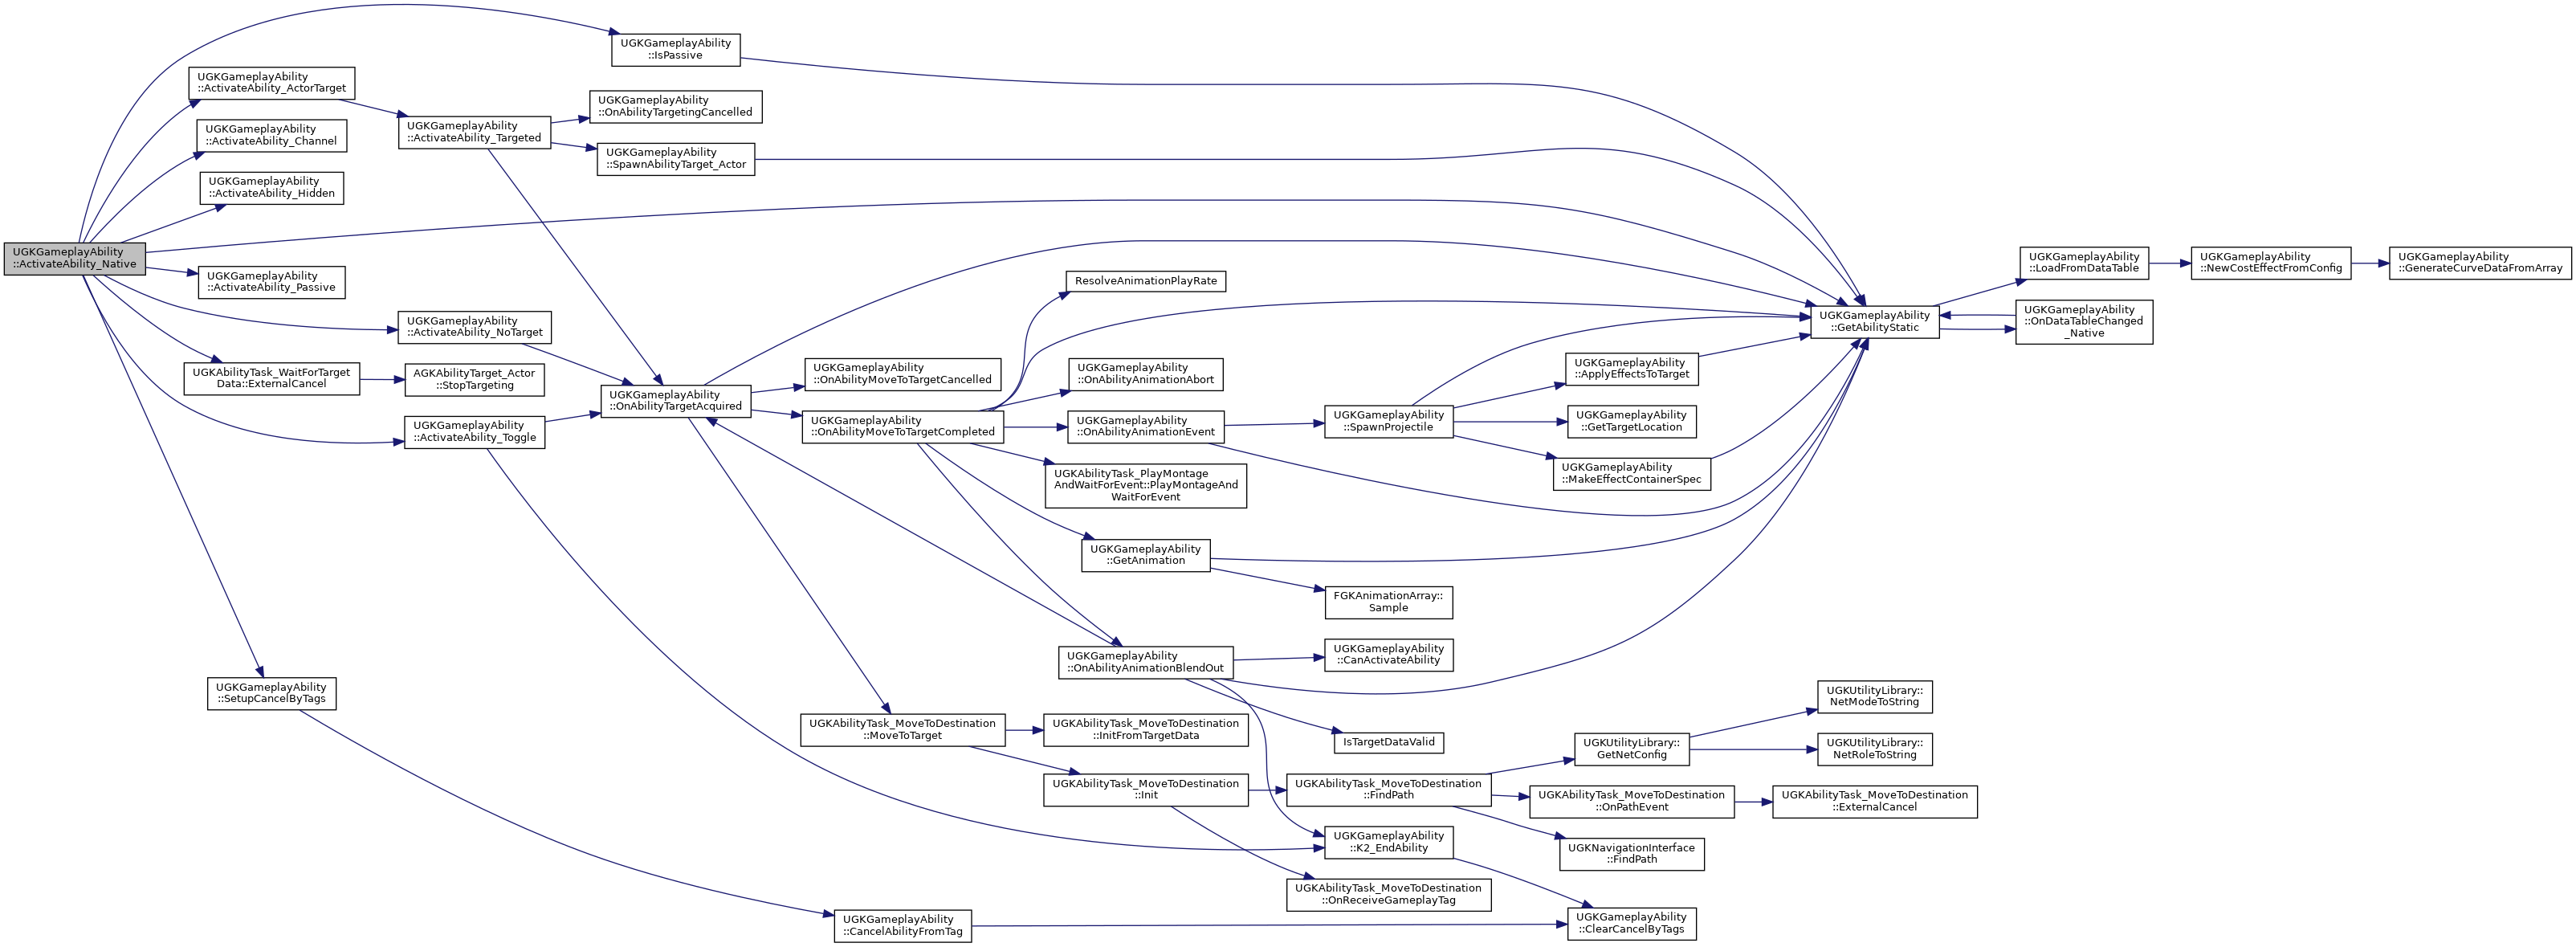 UGKGameplayAbility
::ActivateAbility_Native
UGKGameplayAbility
::IsPassive
UGKGameplayAbility
::ActivateAbility_ActorTarget
UGKGameplayAbility
::ActivateAbility_Channel
UGKGameplayAbility
::ActivateAbility_Hidden
UGKGameplayAbility
::ActivateAbility_Passive
UGKGameplayAbility
::ActivateAbility_NoTarget
UGKAbilityTask_WaitForTarget
Data::ExternalCancel
AGKAbilityTarget_Actor
::StopTargeting
UGKGameplayAbility
::ActivateAbility_Toggle
UGKGameplayAbility
::SetupCancelByTags
UGKGameplayAbility
::ActivateAbility_Targeted
UGKGameplayAbility
::OnAbilityTargetingCancelled
UGKGameplayAbility
::SpawnAbilityTarget_Actor
UGKGameplayAbility
::OnAbilityTargetAcquired
UGKGameplayAbility
::OnAbilityMoveToTargetCancelled
UGKGameplayAbility
::OnAbilityMoveToTargetCompleted
ResolveAnimationPlayRate
UGKGameplayAbility
::OnAbilityAnimationAbort
UGKGameplayAbility
::OnAbilityAnimationEvent
UGKAbilityTask_PlayMontage
AndWaitForEvent::PlayMontageAnd
WaitForEvent
UGKGameplayAbility
::GetAnimation
FGKAnimationArray::
Sample
UGKGameplayAbility
::OnAbilityAnimationBlendOut
UGKGameplayAbility
::CanActivateAbility
IsTargetDataValid
UGKGameplayAbility
::K2_EndAbility
UGKAbilityTask_MoveToDestination
::MoveToTarget
UGKAbilityTask_MoveToDestination
::InitFromTargetData
UGKAbilityTask_MoveToDestination
::Init
UGKAbilityTask_MoveToDestination
::FindPath
UGKAbilityTask_MoveToDestination
::OnReceiveGameplayTag
UGKGameplayAbility
::CancelAbilityFromTag
UGKGameplayAbility
::ClearCancelByTags
UGKGameplayAbility
::SpawnProjectile
UGKGameplayAbility
::ApplyEffectsToTarget
UGKGameplayAbility
::GetTargetLocation
UGKGameplayAbility
::MakeEffectContainerSpec
UGKUtilityLibrary::
GetNetConfig
UGKUtilityLibrary::
NetModeToString
UGKUtilityLibrary::
NetRoleToString
UGKAbilityTask_MoveToDestination
::OnPathEvent
UGKAbilityTask_MoveToDestination
::ExternalCancel
UGKNavigationInterface
::FindPath
UGKGameplayAbility
::GetAbilityStatic
UGKGameplayAbility
::LoadFromDataTable
UGKGameplayAbility
::NewCostEffectFromConfig
UGKGameplayAbility
::GenerateCurveDataFromArray
UGKGameplayAbility
::OnDataTableChanged
_Native